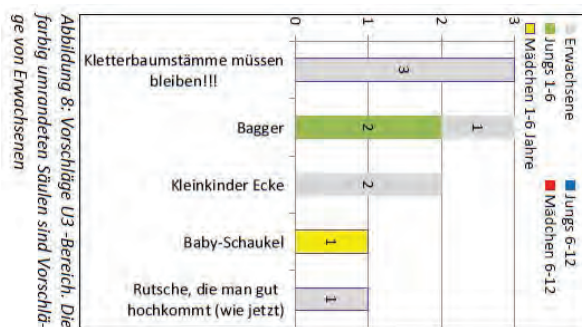 Erwachsene
Jungs 1-6
Mädchen 1-6 Jahre
Jungs 6-12
Mädchen 6-12
0
1
2
3
Kletterbaumstämme müssen
bleiben!!!
3
Bagger
2
1
Kleinkinder Ecke
2
Baby-Schaukel
1
Rutsche, die man gut
hochkommt (wie jetzt)
1
Abbildung 8: Vorschläge U3 -Bereich. Die
farbig umrandeten Säulen sind Vorschlä-
ge von Erwachsenen